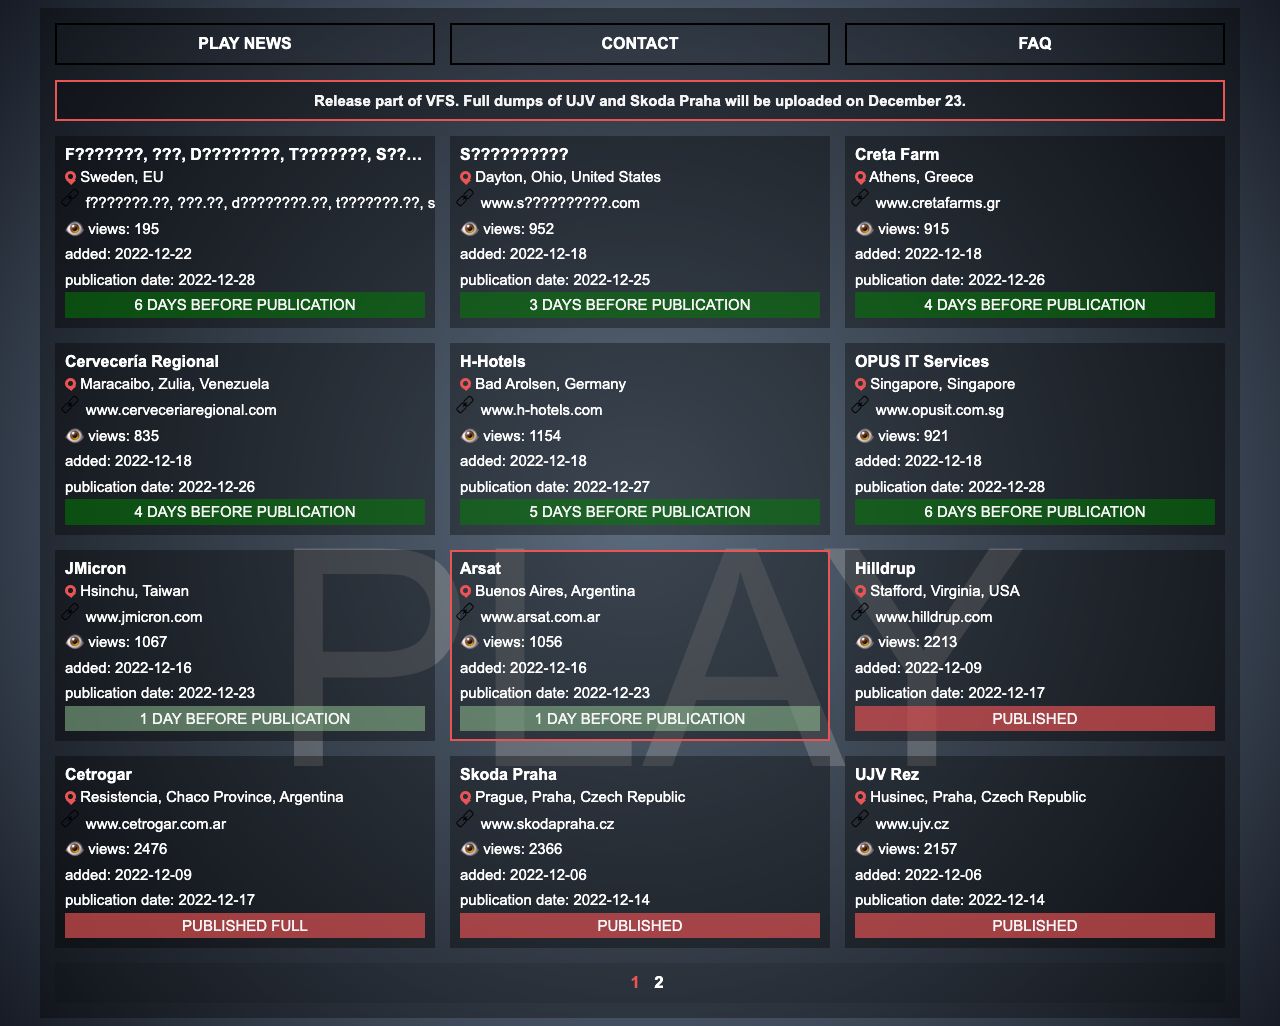 PLAY NEWS
CONTACT
FAQ
Release part of VFS. Full dumps of UJV and Skoda Praha will be uploaded on December 23.
F???????, ???, D????????, T???????, S??...
Sweden, EU
f???????.??, ???.??, d????????.??, t???????.??, s
views: 195
added: 2022-12-22
publication date: 2022-12-28
6 DAYS BEFORE PUBLICATION
S??????????
Dayton, Ohio, United States
www.s??????????.com
views: 952
added: 2022-12-18
publication date: 2022-12-25
3 DAYS BEFORE PUBLICATION
Creta Farm
Athens, Greece
www.cretafarms.gr
views: 915
added: 2022-12-18
publication date: 2022-12-26
4 DAYS BEFORE PUBLICATION
Cervecería Regional
Maracaibo, Zulia, Venezuela
www.cerveceriaregional.com
views: 835
added: 2022-12-18
publication date: 2022-12-26
4 DAYS BEFORE PUBLICATION
H-Hotels
Bad Arolsen, Germany
www.h-hotels.com
views: 1154
added: 2022-12-18
publication date: 2022-12-27
5 DAYS BEFORE PUBLICATION
OPUS IT Services
Singapore, Singapore
www.opusit.com.sg
views: 921
added: 2022-12-18
publication date: 2022-12-28
6 DAYS BEFORE PUBLICATION
JMicron
Hsinchu, Taiwan
www.jmicron.com
views: 1067
added: 2022-12-16
publication date: 2022-12-23
1 DAY BEFORE PUBLICATION
Arsat
Buenos Aires, Argentina
www.arsat.com.ar
views: 1056
added: 2022-12-16
publication date: 2022-12-23
1 DAY BEFORE PUBLICATION
Hilldrup
Stafford, Virginia, USA
www.hilldrup.com
views: 2213
added: 2022-12-09
publication date: 2022-12-17
PUBLISHED
PLAY
Cetrogar
Resistencia, Chaco Province, Argentina
www.cetrogar.com.ar
views: 2476
added: 2022-12-09
publication date: 2022-12-17
PUBLISHED FULL
Skoda Praha
Prague, Praha, Czech Republic
www.skodapraha.cz
views: 2366
added: 2022-12-06
publication date: 2022-12-14
PUBLISHED
UJV Rez
Husinec, Praha, Czech Republic
www.ujv.cz
views: 2157
added: 2022-12-06
publication date: 2022-12-14
PUBLISHED
1 2